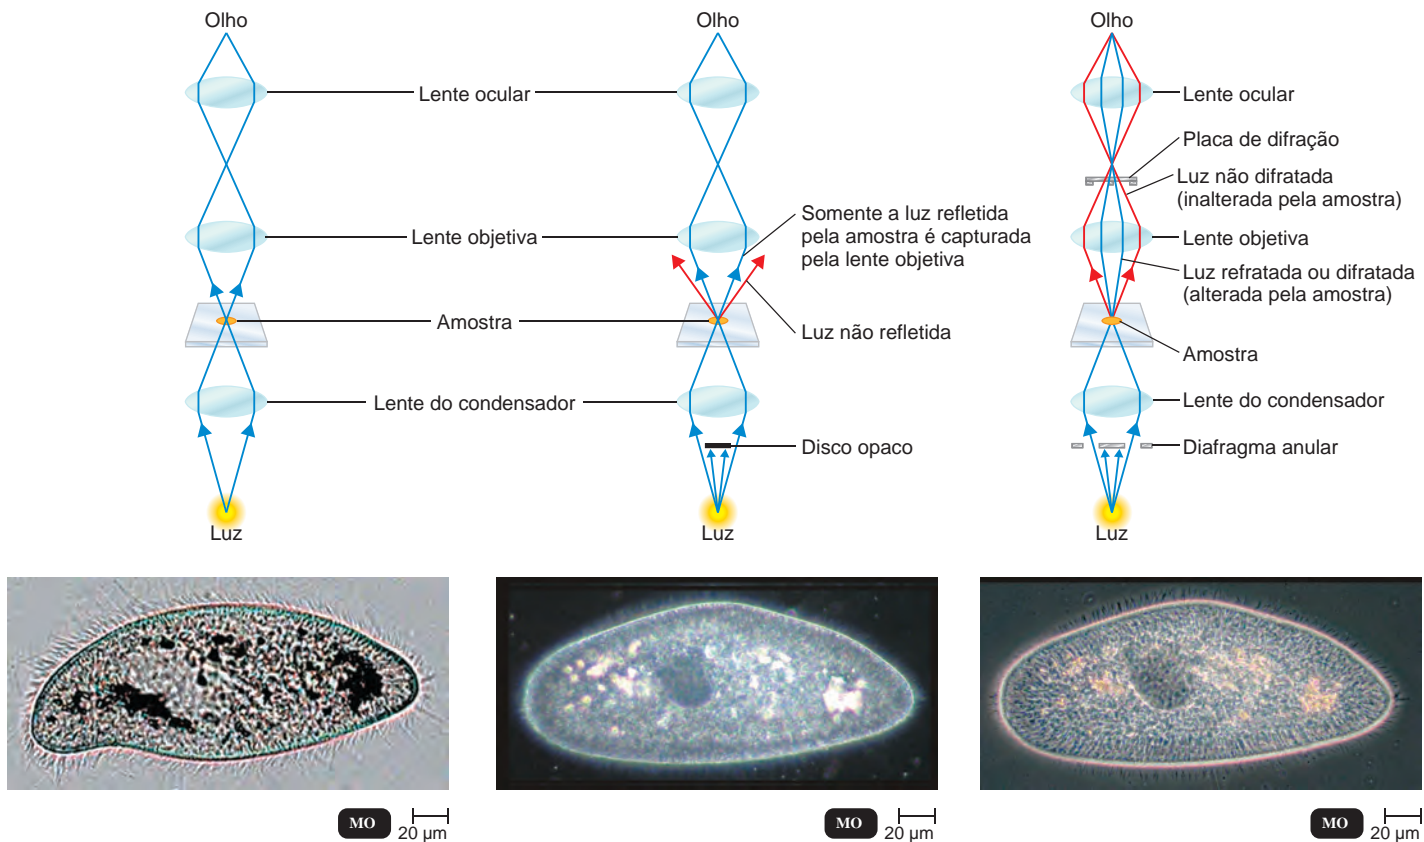 Olho
Olho
Olho
Lente ocular
Lente ocular
Placa de difração
Luz não difratada
(inalterada pela amostra)
Somente a luz refletida
pela amostra é capturada
pela lente objetiva
Lente objetiva
Lente objetiva
Luz refratada ou difratada
(alterada pela amostra)
Amostra
Luz não refletida
Amostra
Lente do condensador
Lente do condensador
Disco opaco
Diafragma anular
Luz
Luz
Luz
MO
20 µm
MO
20 µm
MO
20 µm